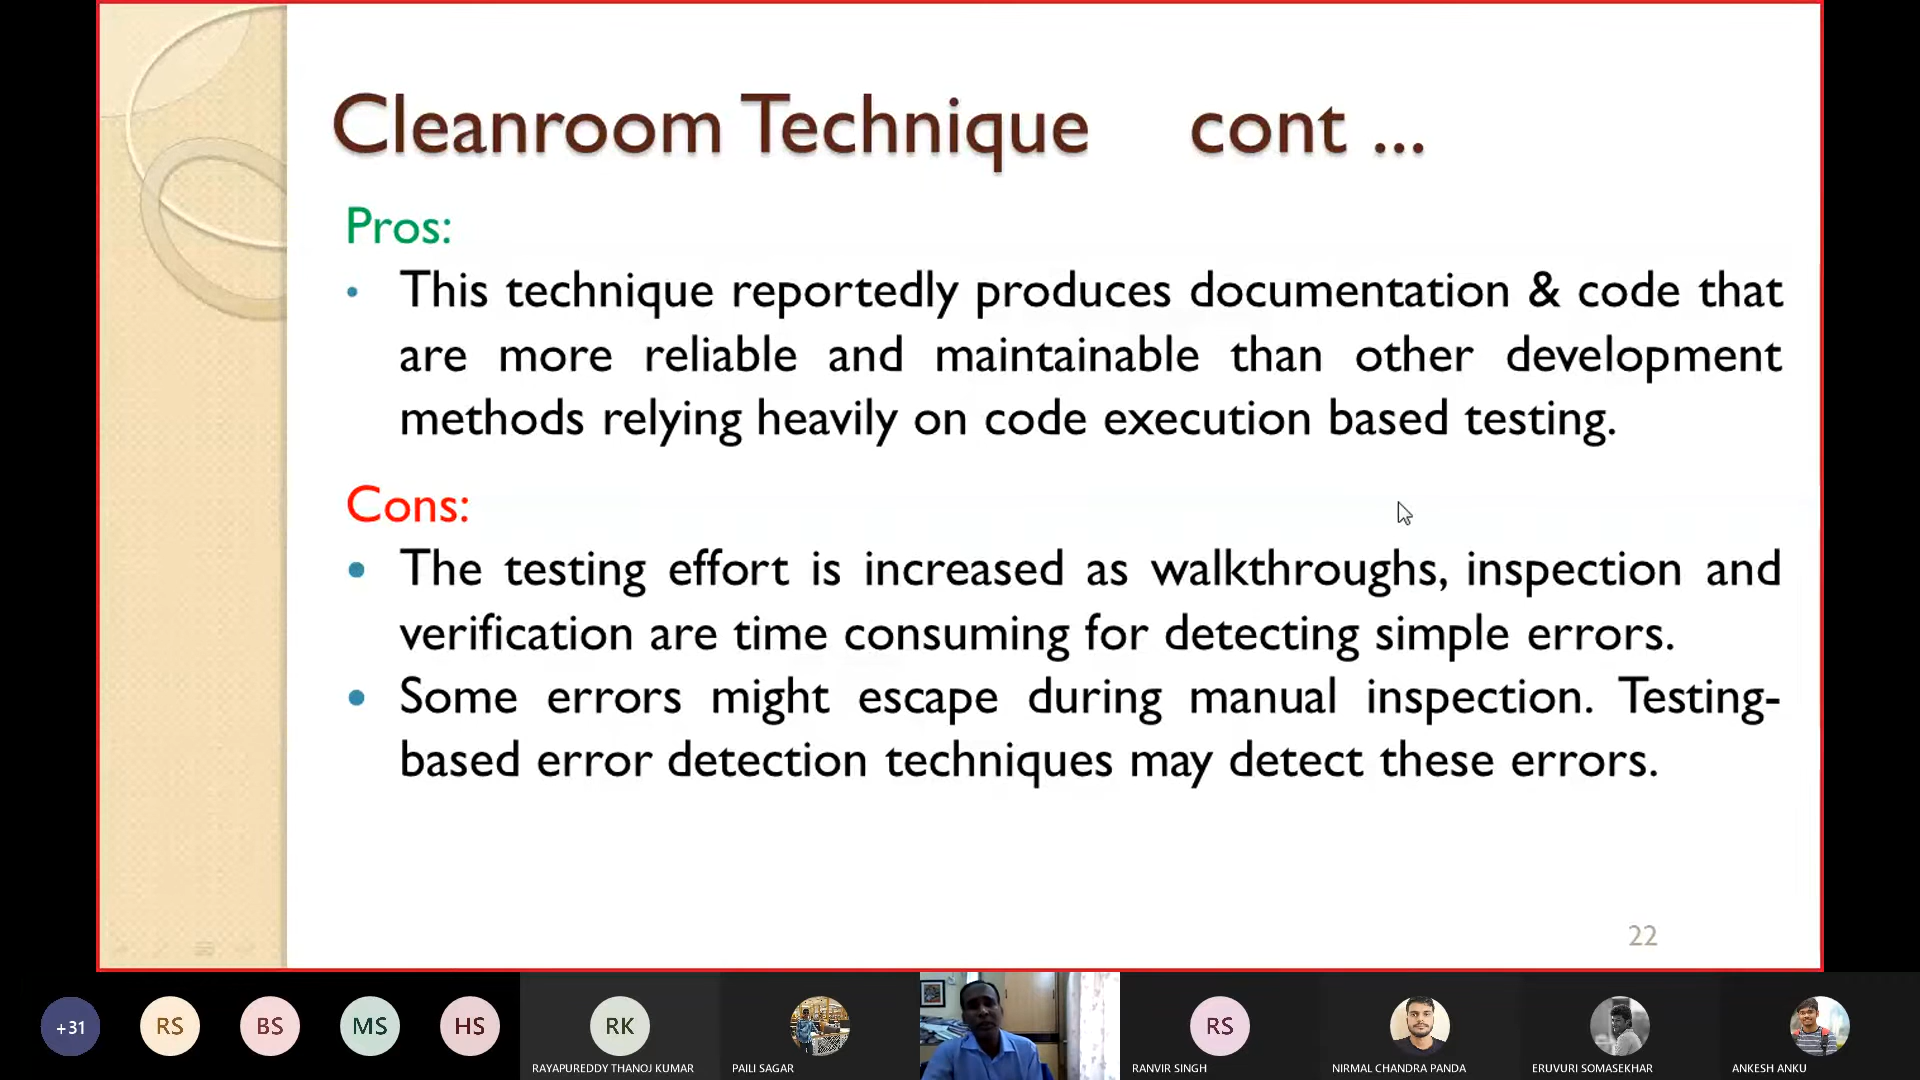 Cleanroom Technique cont ...
Pros:
• This technique reportedly produces documentation & code that
are more reliable and maintainable than other development
methods relying heavily on code execution based testing.
Cons:
• The testing effort is increased as walkthroughs, inspection and
verification are time consuming for detecting simple errors.
• Some errors might escape during manual inspection. Testing-
based error detection techniques may detect these errors.
22
+31
RS
BS
MS
HS
RK
RS
RAYAPUREDDY THANOJ KUMAR
PAILI SAGAR
RANVIR SINGH
NIRMAL CHANDRA PANDA
ERUVURI SOMASEKHAR
ANKESH ANKU